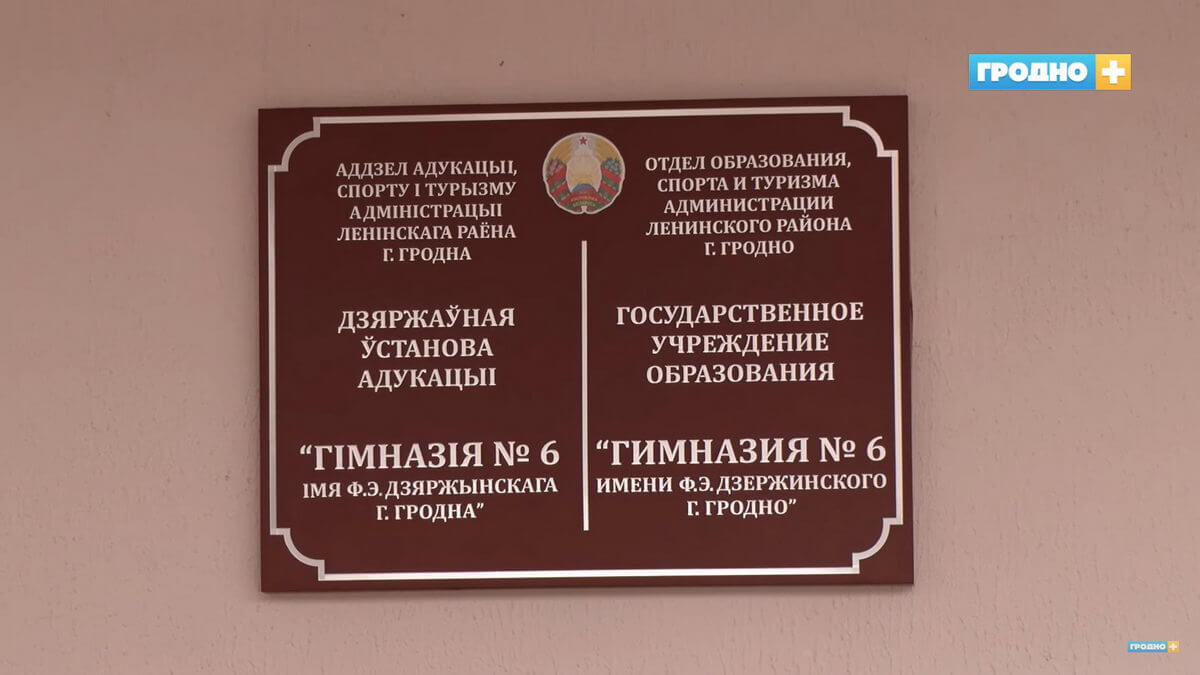 ГРОДНО +
АДДЗЕЛ АДУКАЦЫІ,
СПОРТУ І ТУРЫЗМУ
АДМІНІСТРАЦЫІ
ЛЕНІНСКАГА РАЁНА
Г. ГРОДНА
ДЗЯРЖАЎНАЯ
ЎСТАНОВА
АДУКАЦЫІ
“ГІМНАЗІЯ № 6
ІМЯ Ф.Э. ДЗЯРЖЫНСКАГА
Г. ГРОДНА”
ОТДЕЛ ОБРАЗОВАНИЯ,
СПОРТА И ТУРИЗМА
АДМИНИСТРАЦИИ
ЛЕНИНСКОГО РАЙОНА
Г. ГРОДНО
ГОСУДАРСТВЕННОЕ
УЧРЕЖДЕНИЕ
ОБРАЗОВАНИЯ
“ГИМНАЗИЯ № 6
ИМЕНИ Ф.Э. ДЗЕРЖИНСКОГО
Г. ГРОДНО”
ГРОДНО +